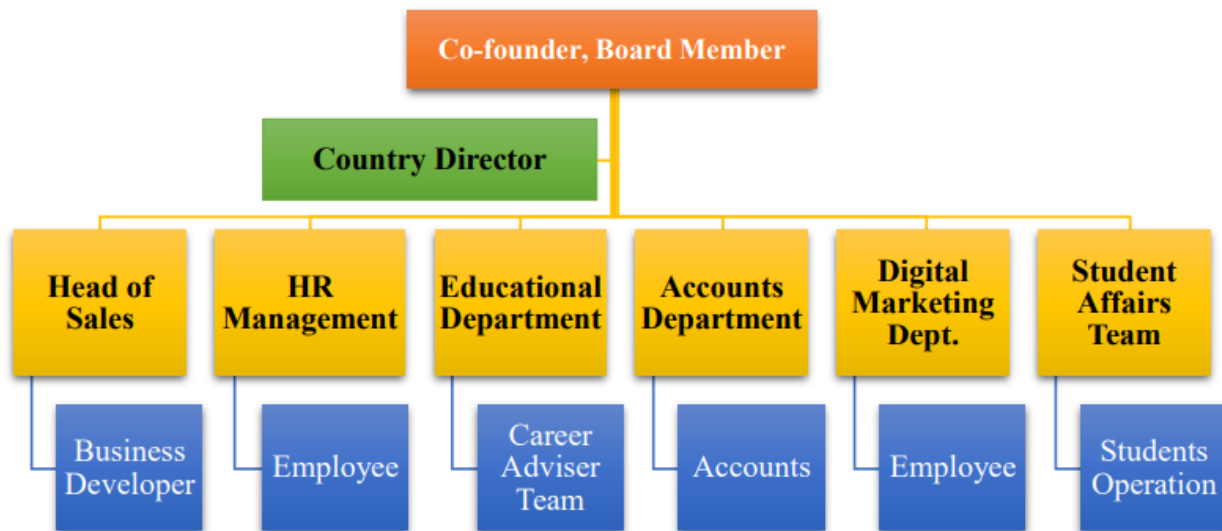 Co-founder, Board Member
Country Director
Head of
Sales
HR
Management
Educational
Department
Accounts
Department
Digital
Marketing
Dept.
Student
Affairs
Team
Business
Developer
Employee
Career
Adviser
Team
Accounts
Employee
Students
Operation